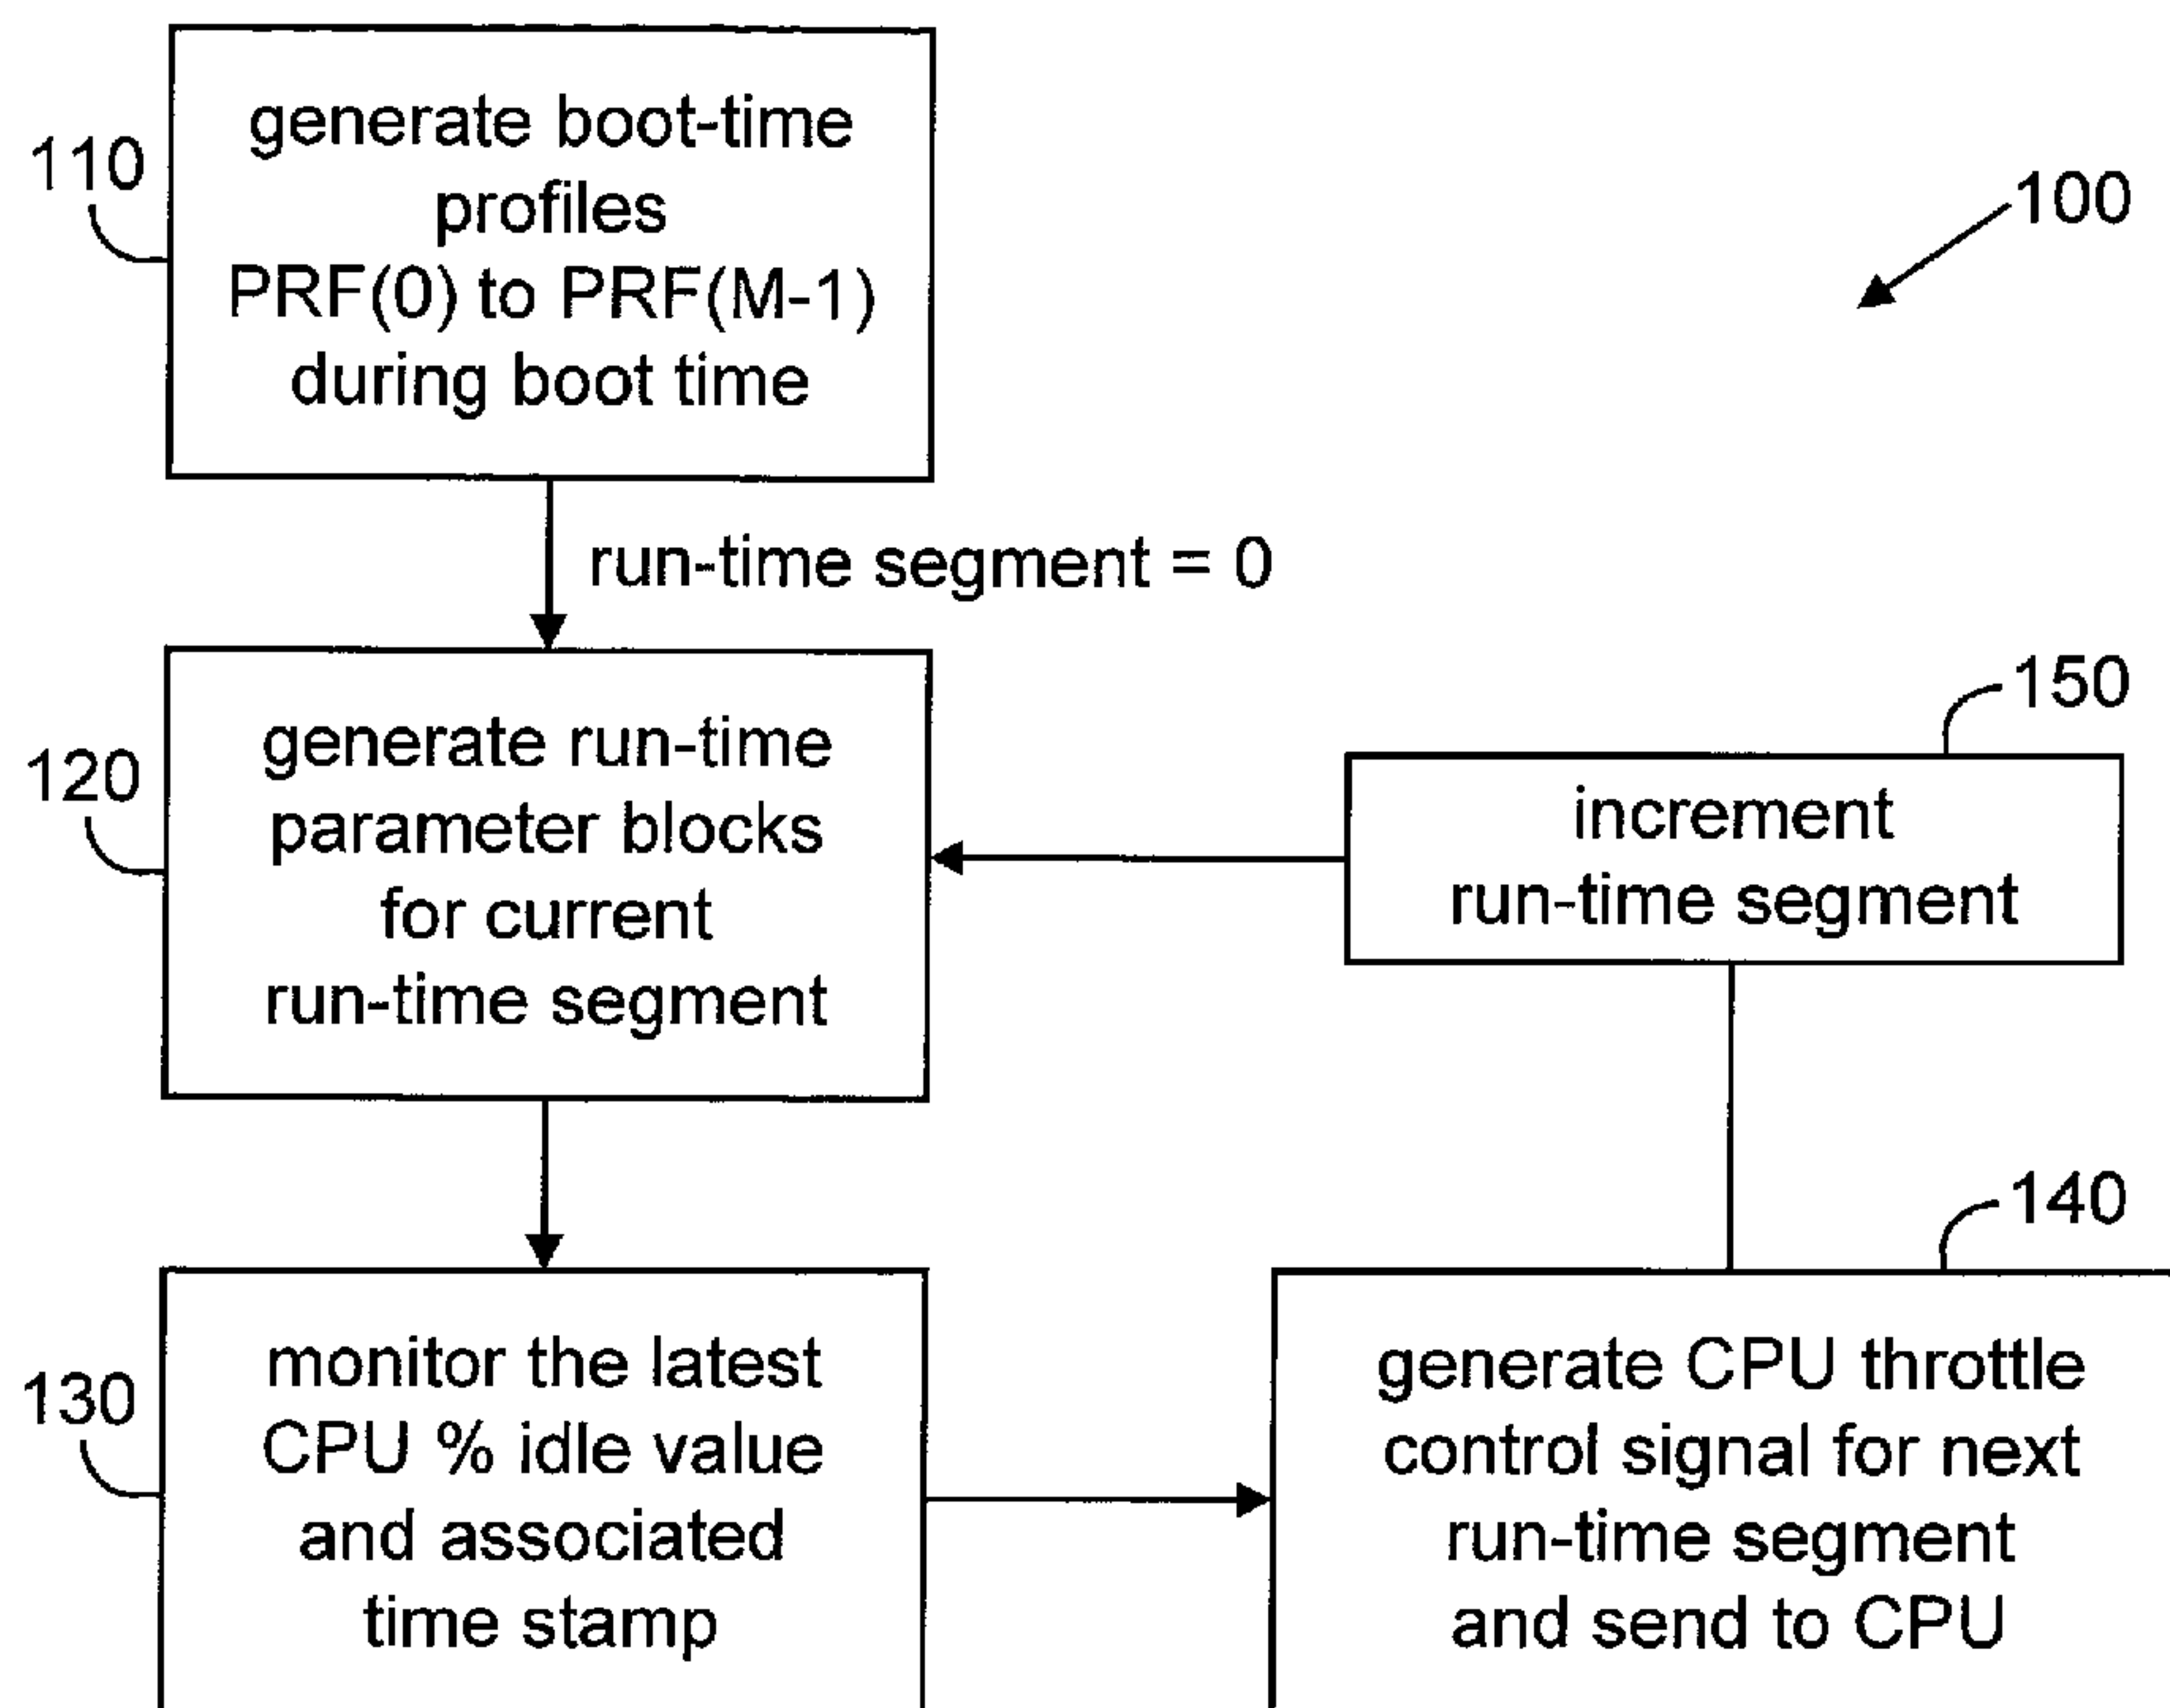 generate boot-time
profiles
PRF(0) to PRF(M-1)
during boot time
110
100
run-time segment = 0
generate run-time
parameter blocks
for current
run-time segment
120
150
increment
run-time segment
monitor the latest
CPU % idle value
and associated
time stamp
130
140
generate CPU throttle
control signal for next
run-time segment
and send to CPU